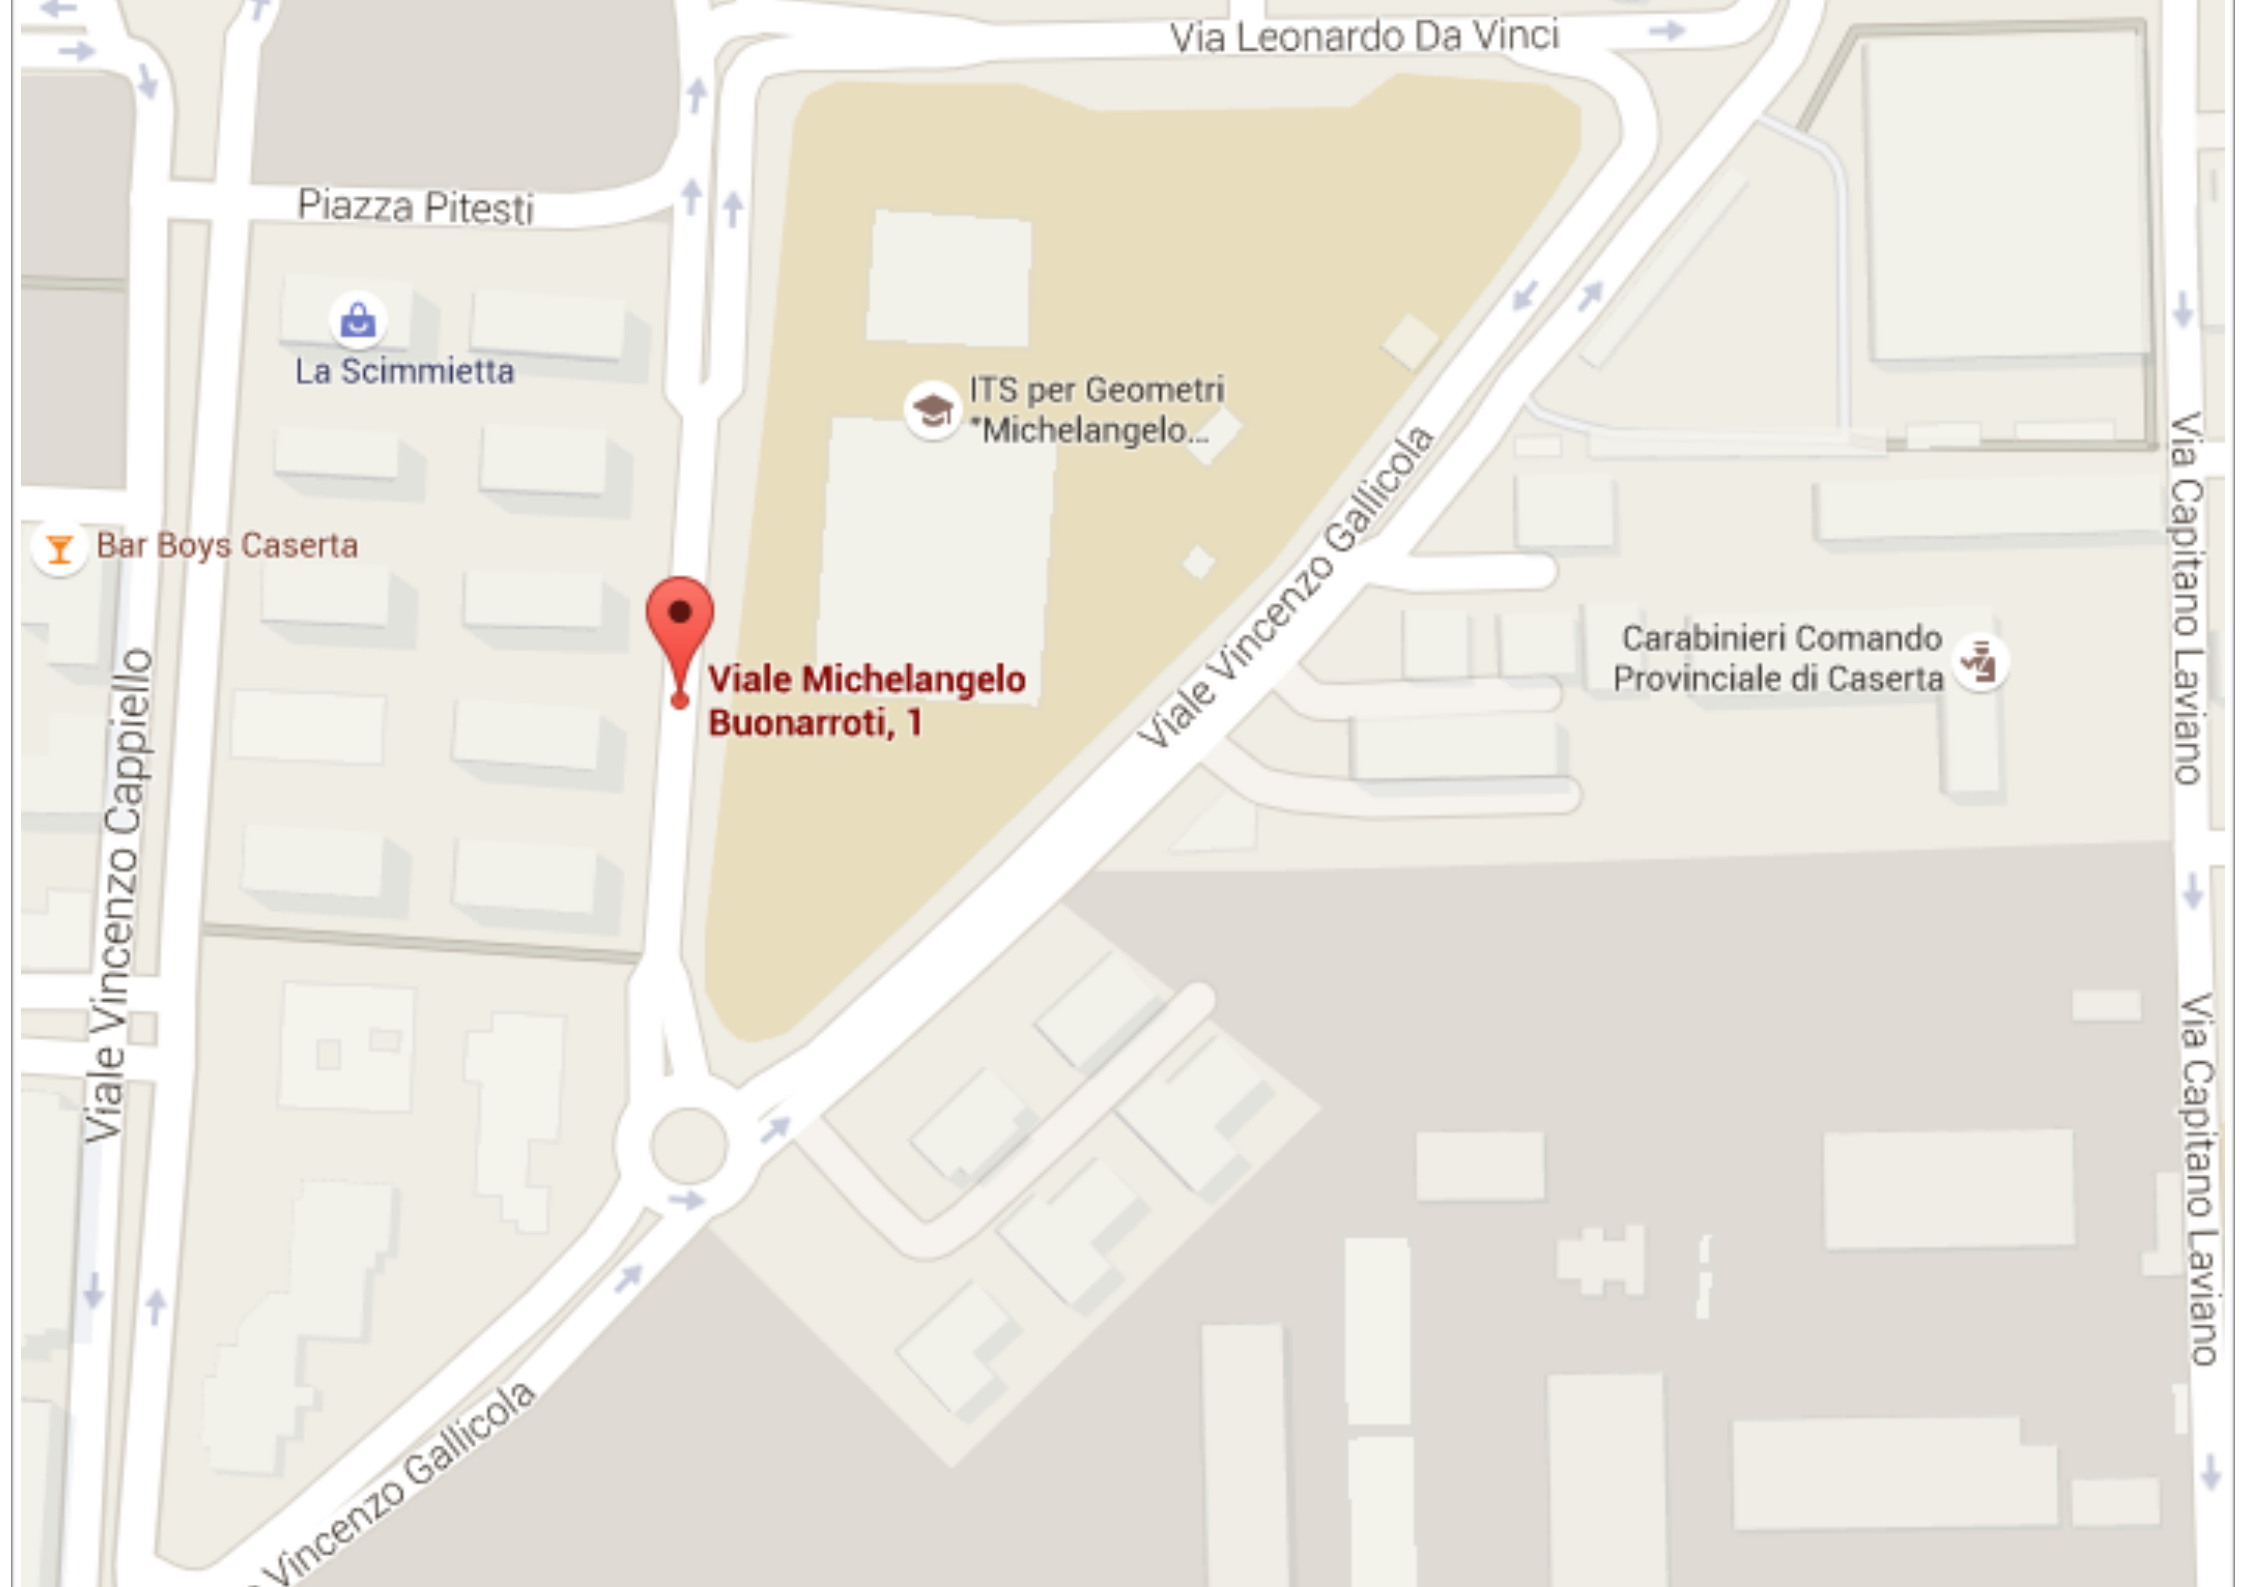 Via Leonardo Da Vinci
Piazza Pitesti
La Scimmietta
ITS per Geometri
"Michelangelo...
Bar Boys Caserta
Viale Michelangelo
Buonarroti, 1
Viale Vincenzo Gallicola
Carabinieri Comando
Provinciale di Caserta
Via Capitano Laviano
Viale Vincenzo Cappiello
Via Capitano Laviano
Vincenzo Gallicola